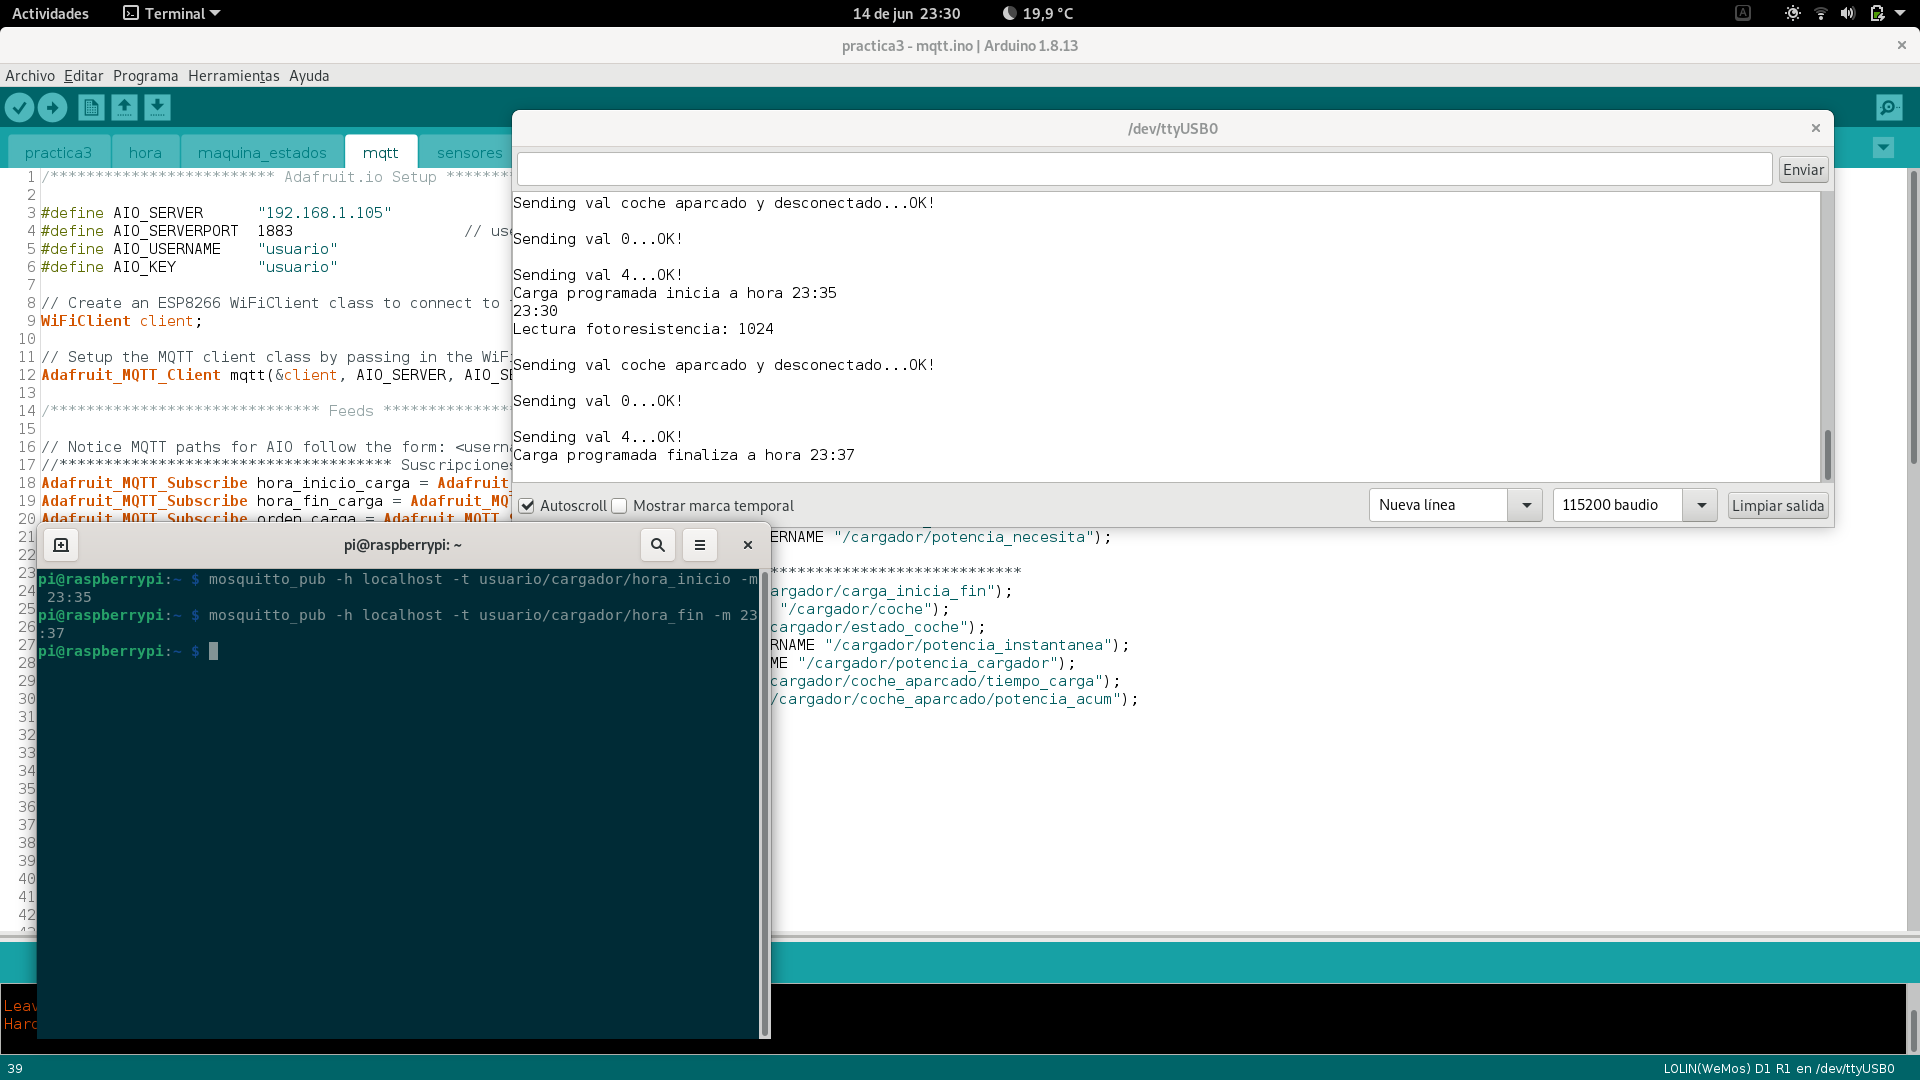 Actividades
Terminal
14 de jun 23:30
19,9 °C
A
practica3 - mqtt.ino | Arduino 1.8.13
Archivo Editar Programa Herramientas Ayuda
practica3 hora maquina_estados mqtt sensores
1 /************************* Adafruit.io Setup *******
2
3 #define AIO_SERVER "192.168.1.105"
4 #define AIO_SERVERPORT 1883 // use
5 #define AIO_USERNAME "usuario"
6 #define AIO_KEY "usuario"
7
8 // Create an ESP8266 WiFiClient class to connect to
9 WiFiClient client;
10
11 // Setup the MQTT client class by passing in the WiF
12 Adafruit_MQTT_Client mqtt(&client, AIO_SERVER, AIO_SE
13
14 /****************************** Feeds **************
15
16 // Notice MQTT paths for AIO follow the form: <usern
17 //************************************* Suscripciones
18 Adafruit_MQTT_Subscribe hora_inicio_carga = Adafruit_
19 Adafruit_MQTT_Subscribe hora_fin_carga = Adafruit_MQ
20 Adafruit_MQTT_Subscribe orden_carga = Adafruit_MQTT_S
21 ERNAME "/cargador/potencia_necesita");
22
23 ****************************
24 argador/carga_inicia_fin");
25 "/cargador/coche");
26 cargador/estado_coche");
27 RNAME "/cargador/potencia_instantanea");
28 ME "/cargador/potencia_cargador");
29 cargador/coche_aparcado/tiempo_carga");
30 /cargador/coche_aparcado/potencia_acum");
31
32
33
34
35
36
37
38
39
40
41
42
/dev/ttyUSB0
Enviar
Sending val coche aparcado y desconectado...OK!
Sending val 0...OK!
Sending val 4...OK!
Carga programada inicia a hora 23:35
23:30
Lectura fotoresistencia: 1024
Sending val coche aparcado y desconectado...OK!
Sending val 0...OK!
Sending val 4...OK!
Carga programada finaliza a hora 23:37
Autoscroll Mostrar marca temporal Nueva línea 115200 baudio Limpiar salida
pi@raspberrypi: ~
pi@raspberrypi:~ $ mosquitto_pub -h localhost -t usuario/cargador/hora_inicio -m
23:35
pi@raspberrypi:~ $ mosquitto_pub -h localhost -t usuario/cargador/hora_fin -m 23
:37
pi@raspberrypi:~ $
Leav
Hard
39
LOLIN(WeMos) D1 R1 en /dev/ttyUSB0